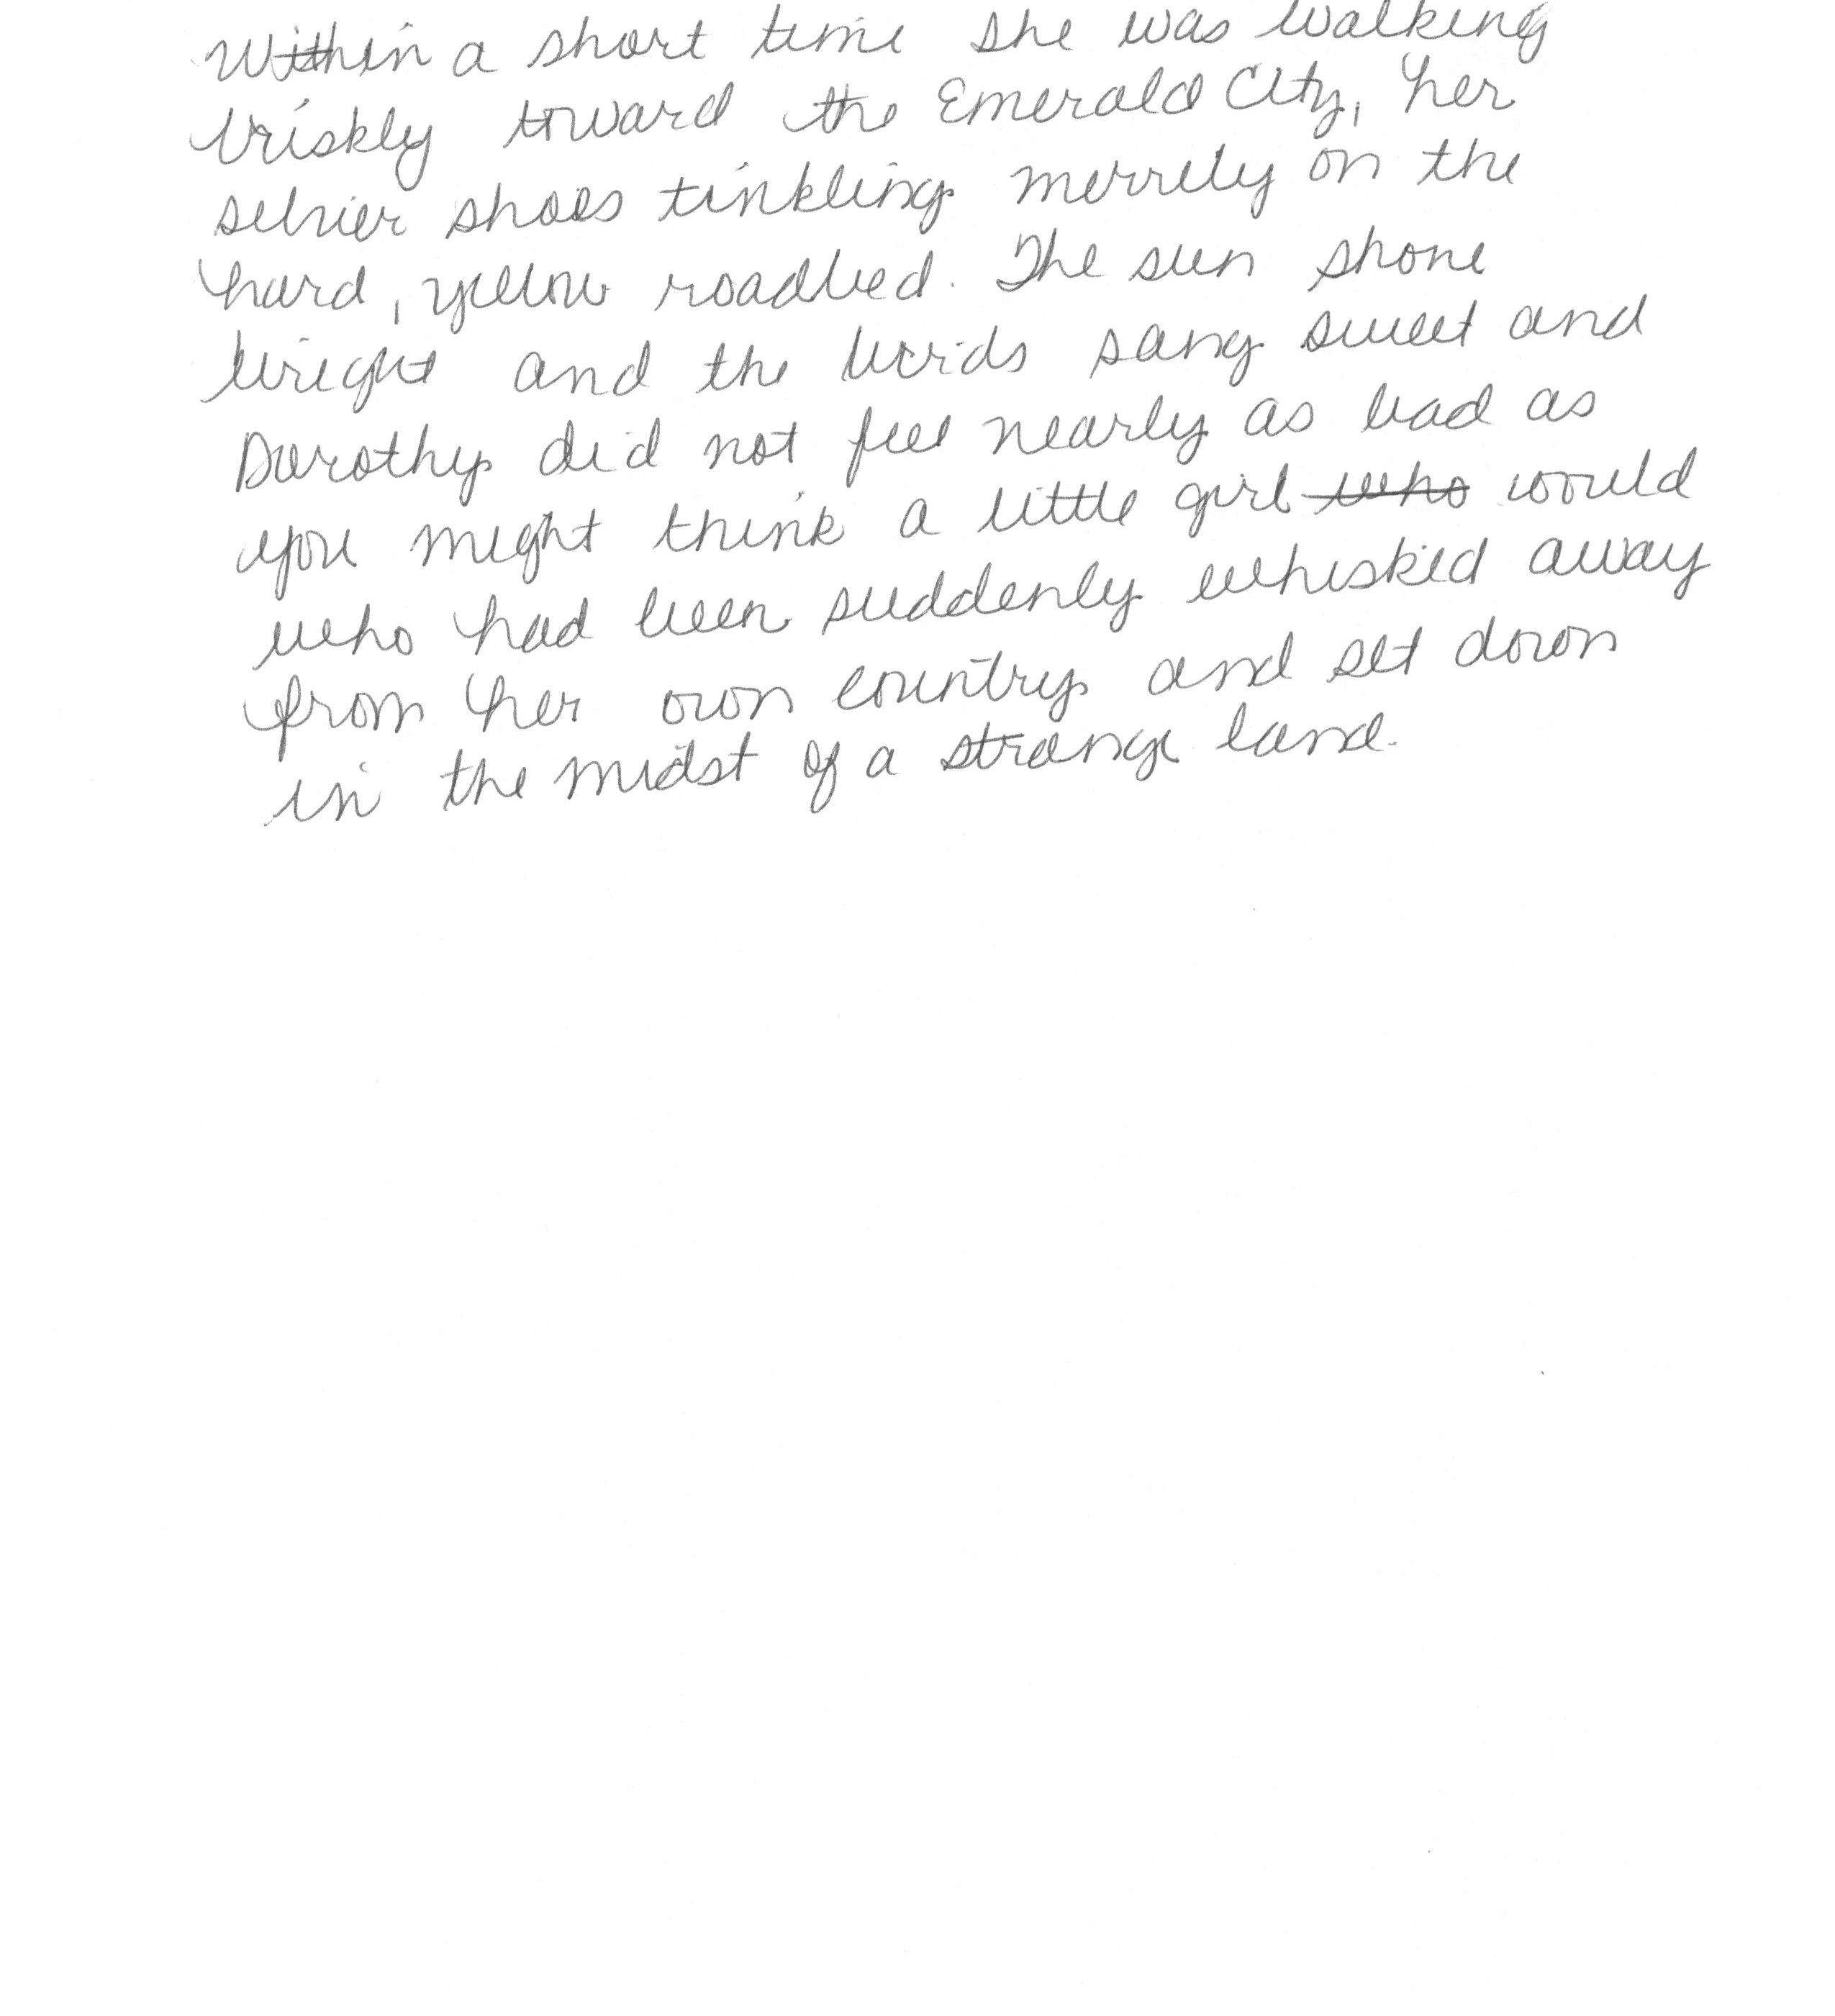 Within a short time she was walking
briskly toward the Emerald City, her
silver shoes tinkling merrily on the
hard, yellow roadbed. The sun shone
bright and the birds sang sweet and
Dorothy did not feel nearly as bad as
you might think a little girl who would
who had been suddenly whisked away
from her own country and set down
in the midst of a strange land.